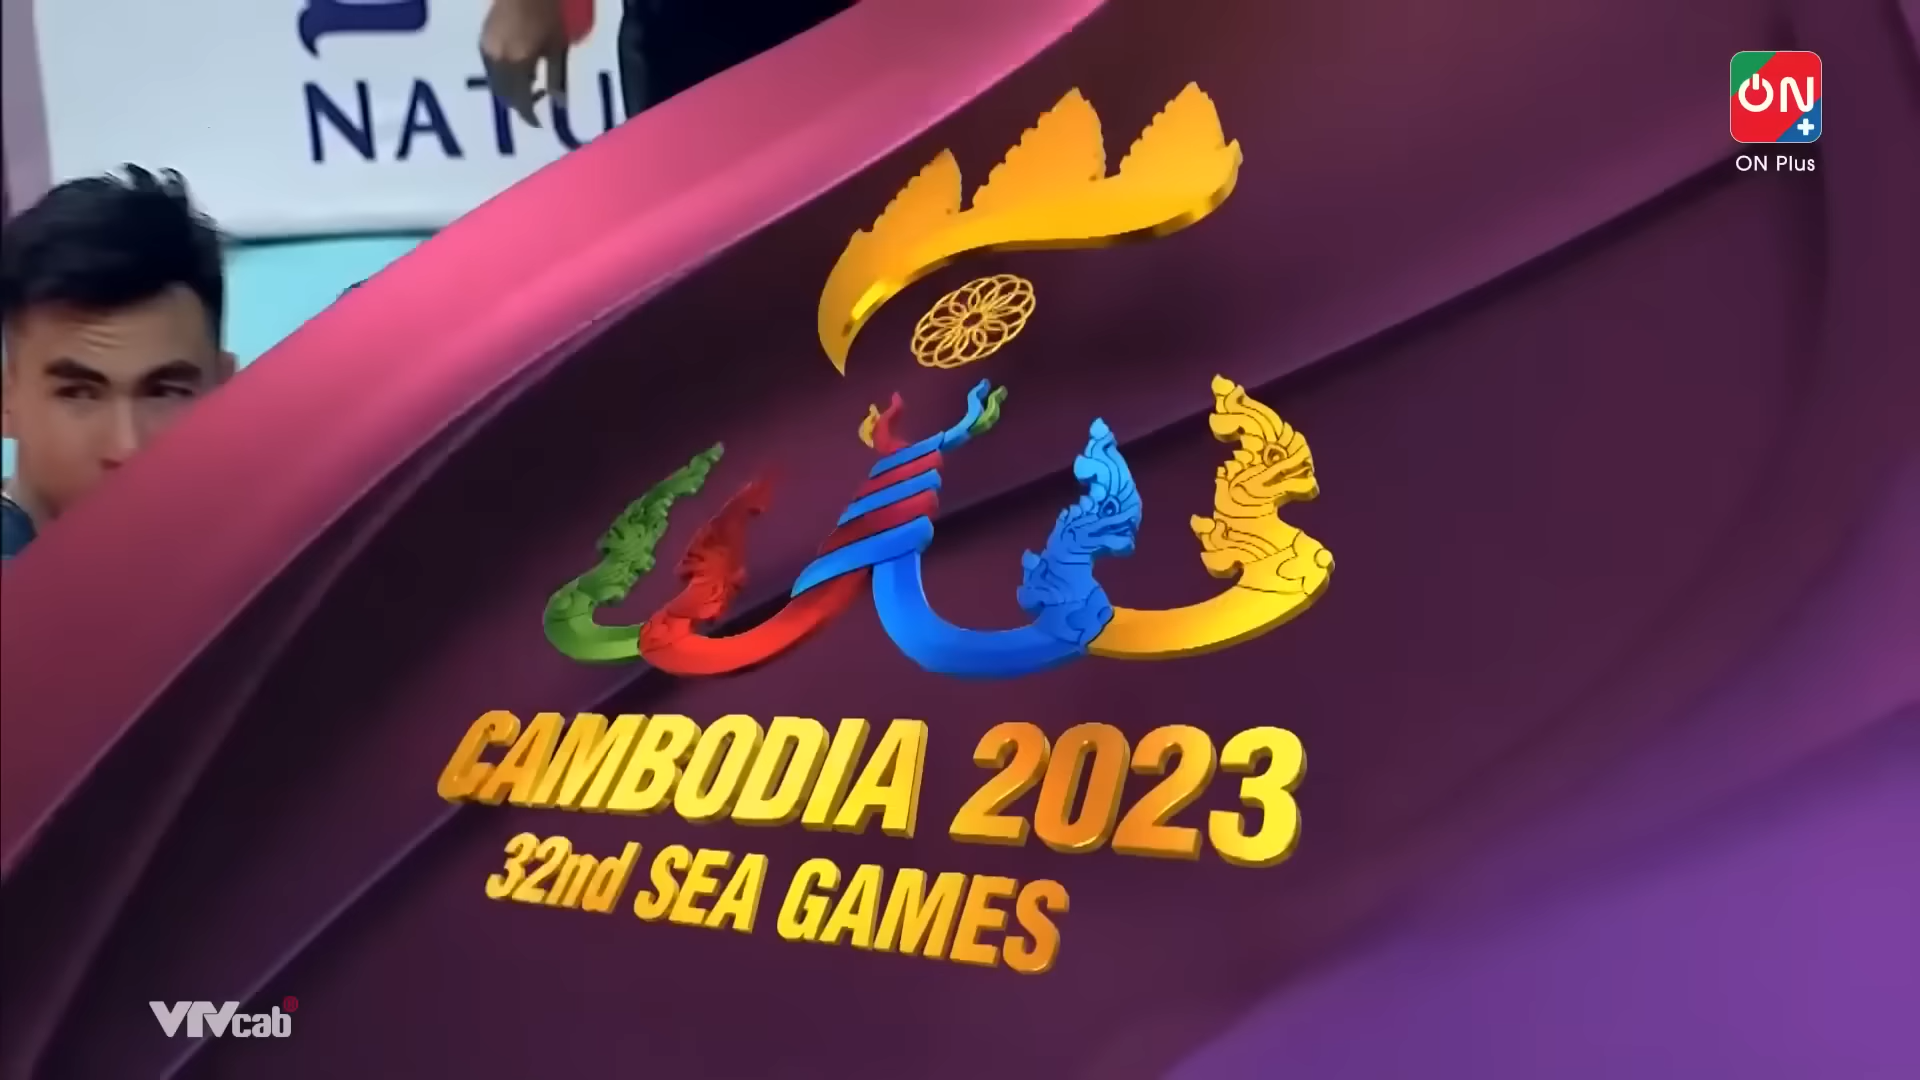 NATU
ON
ON Plus
CAMBODIA 2023
32nd SEA GAMES
VTVcab